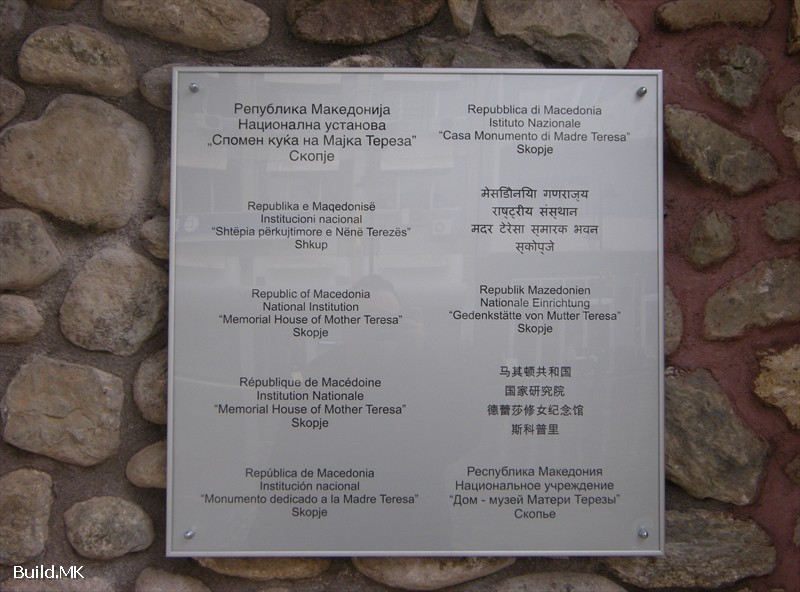 Република Македонија
Национална установа
„Спомен куќа на Мајка Тереза”
Скопје
Republika e Maqedonisë
Institucioni nacional
“Shtëpia përkujtimore e Nënë Terezës”
Shkup
Republic of Macedonia
National Institution
“Memorial House of Mother Teresa”
Skopje
République de Macédoine
Institution Nationale
“Memorial House of Mother Teresa”
Skopje
República de Macedonia
Institución nacional
“Monumento dedicado a la Madre Teresa”
Skopje
Repubblica di Macedonia
Istituto Nazionale
“Casa Monumento di Madre Teresa”
Skopje
गणराज्य
राष्ट्रीय संस्थान
मदर टेरेसा स्मारक भवन
स्कोप्जे
Republik Mazedonien
Nationale Einrichtung
“Gedenkstätte von Mutter Teresa”
Skopje
马其顿共和国
国家研究院
德蕾莎修女纪念馆
斯科普里
Республика Македония
Национальное учреждение
“Дом - музей Матери Терезы”
Скопье
Build.MK